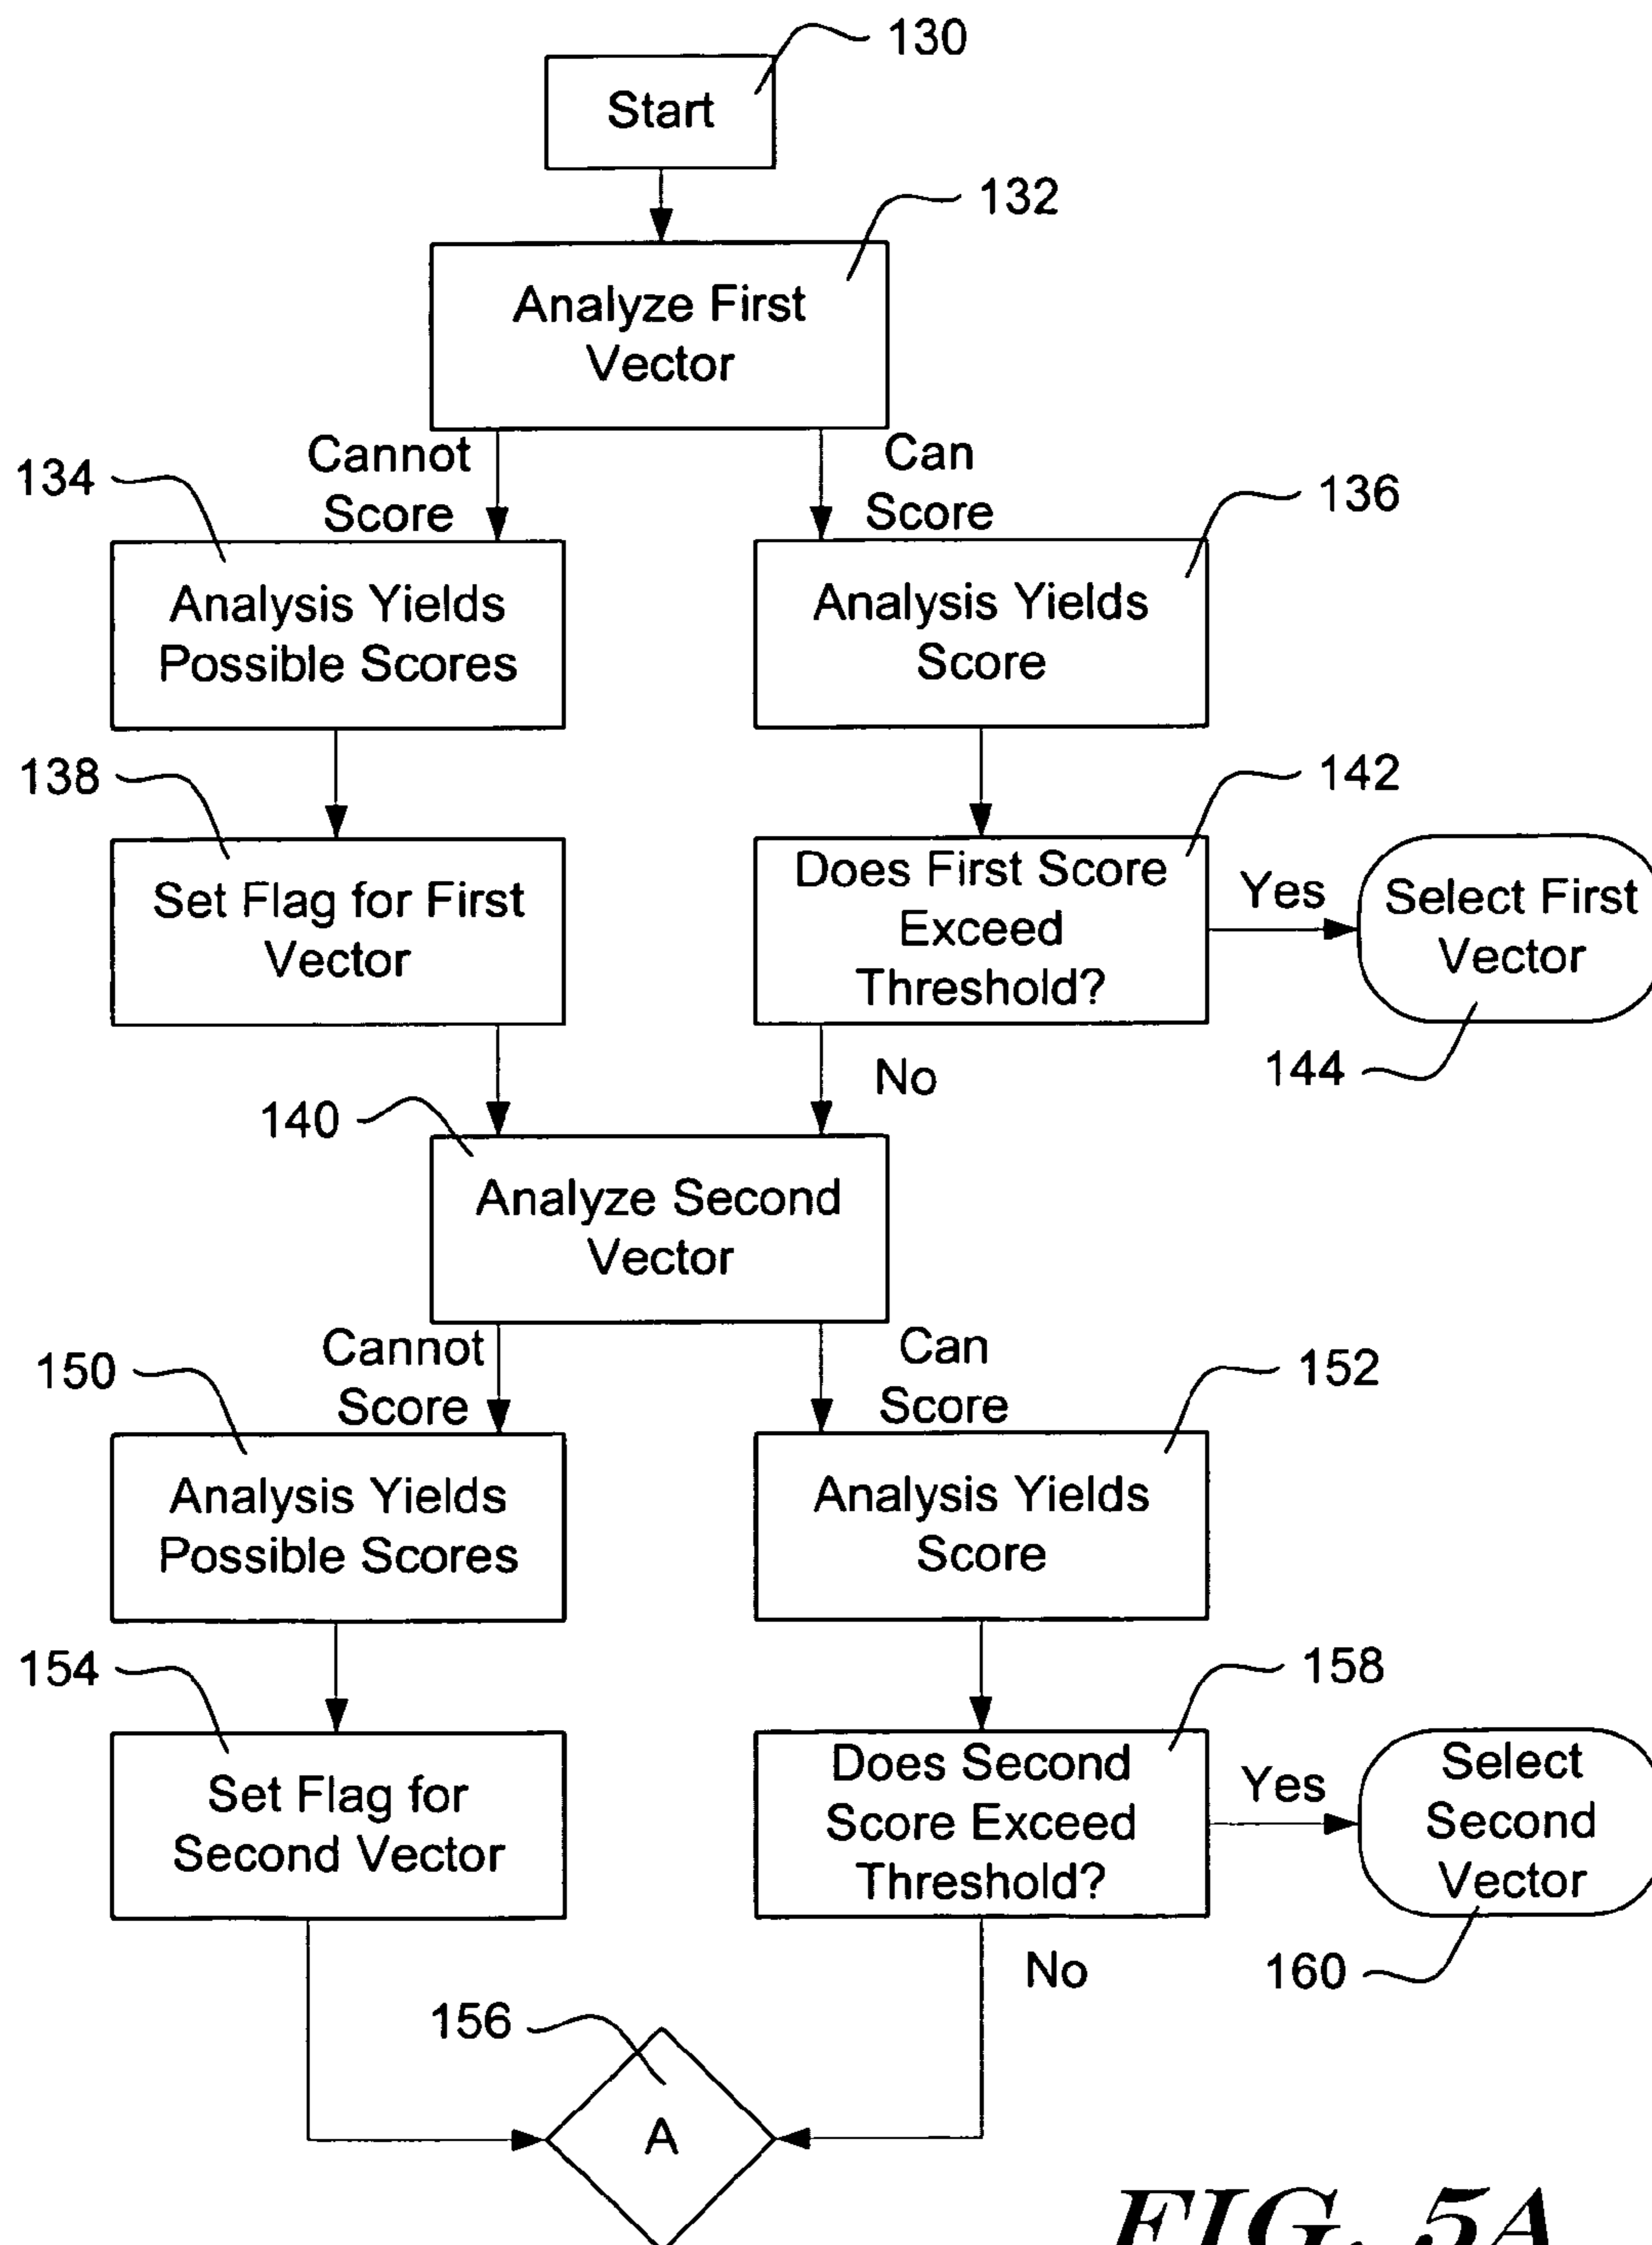 130
Start
132
Analyze First
Vector
Cannot
Score
Can
Score
134
136
Analysis Yields
Possible Scores
Analysis Yields
Score
138
142
Set Flag for First
Vector
Does First Score
Exceed
Threshold?
Yes
Select First
Vector
144
No
140
Analyze Second
Vector
Cannot
Score
Can
Score
150
152
Analysis Yields
Possible Scores
Analysis Yields
Score
154
158
Set Flag for
Second Vector
Does Second
Score Exceed
Threshold?
Yes
Select
Second
Vector
160
No
156
A
FIG. 5A